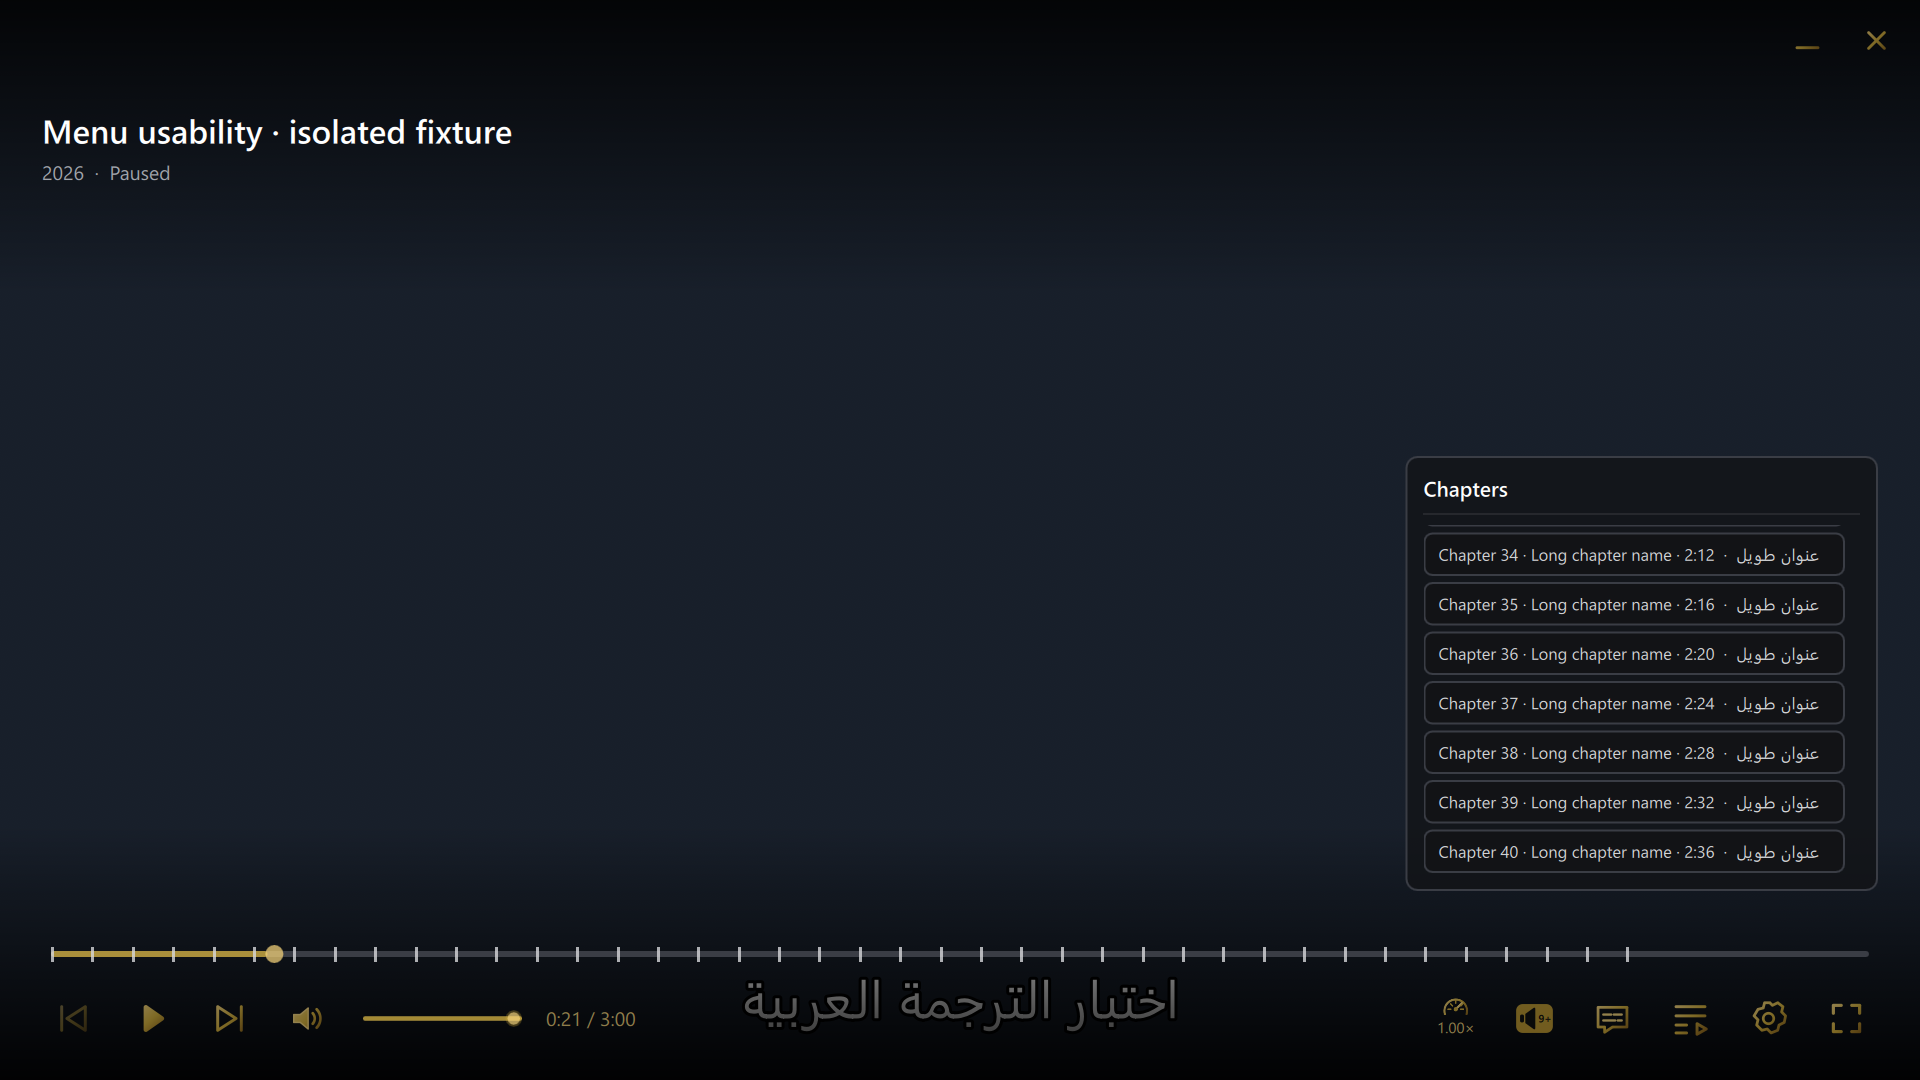 Menu usability · isolated fixture
2026 · Paused
Chapters
Chapter 34 · Long chapter name · 2:12 · عنوان طويل
Chapter 35 · Long chapter name · 2:16 · عنوان طويل
Chapter 36 · Long chapter name · 2:20 · عنوان طويل
Chapter 37 · Long chapter name · 2:24 · عنوان طويل
Chapter 38 · Long chapter name · 2:28 · عنوان طويل
Chapter 39 · Long chapter name · 2:32 · عنوان طويل
Chapter 40 · Long chapter name · 2:36 · عنوان طويل
اختبار الترجمة العربية
0:21 / 3:00
1.00×
9+